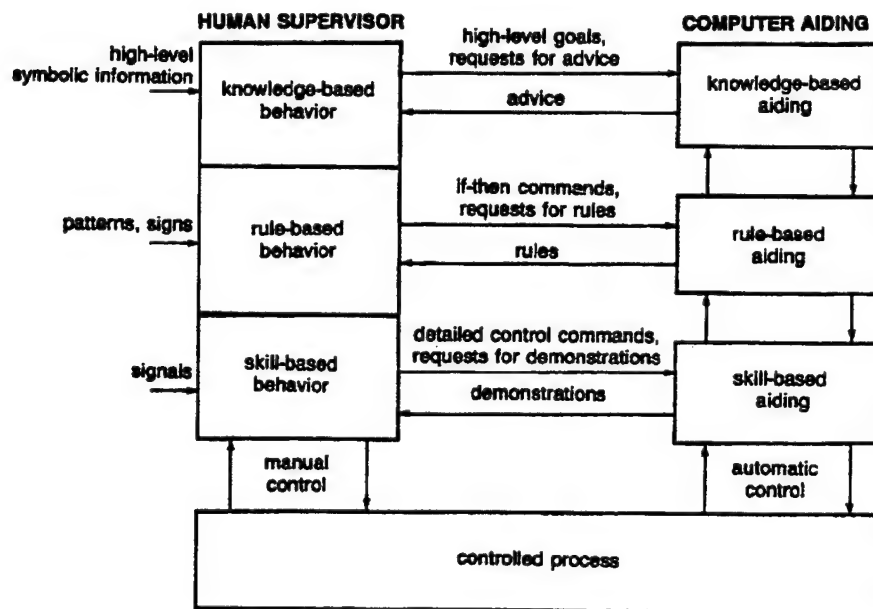 HUMAN SUPERVISOR
COMPUTER AIDING
high-level
symbolic information
knowledge-based
behavior
high-level goals,
requests for advice
advice
knowledge-based
aiding
patterns, signs
rule-based
behavior
if-then commands,
requests for rules
rules
rule-based
aiding
signals
skill-based
behavior
detailed control commands,
requests for demonstrations
demonstrations
skill-based
aiding
manual
control
automatic
control
controlled process